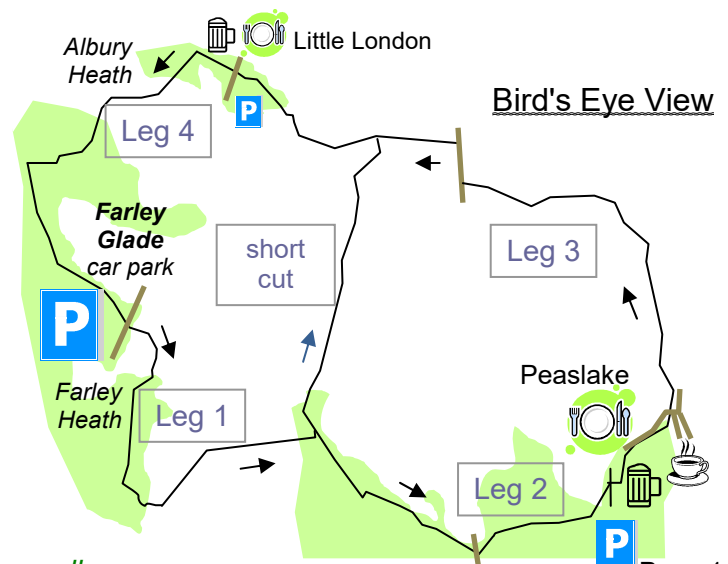 Albury
Heath
Little London
Bird's Eye View
P
Leg 4
Farley
Glade
car park
short
cut
Leg 3
P
Peaslake
Farley
Heath
Leg 1
Leg 2
P